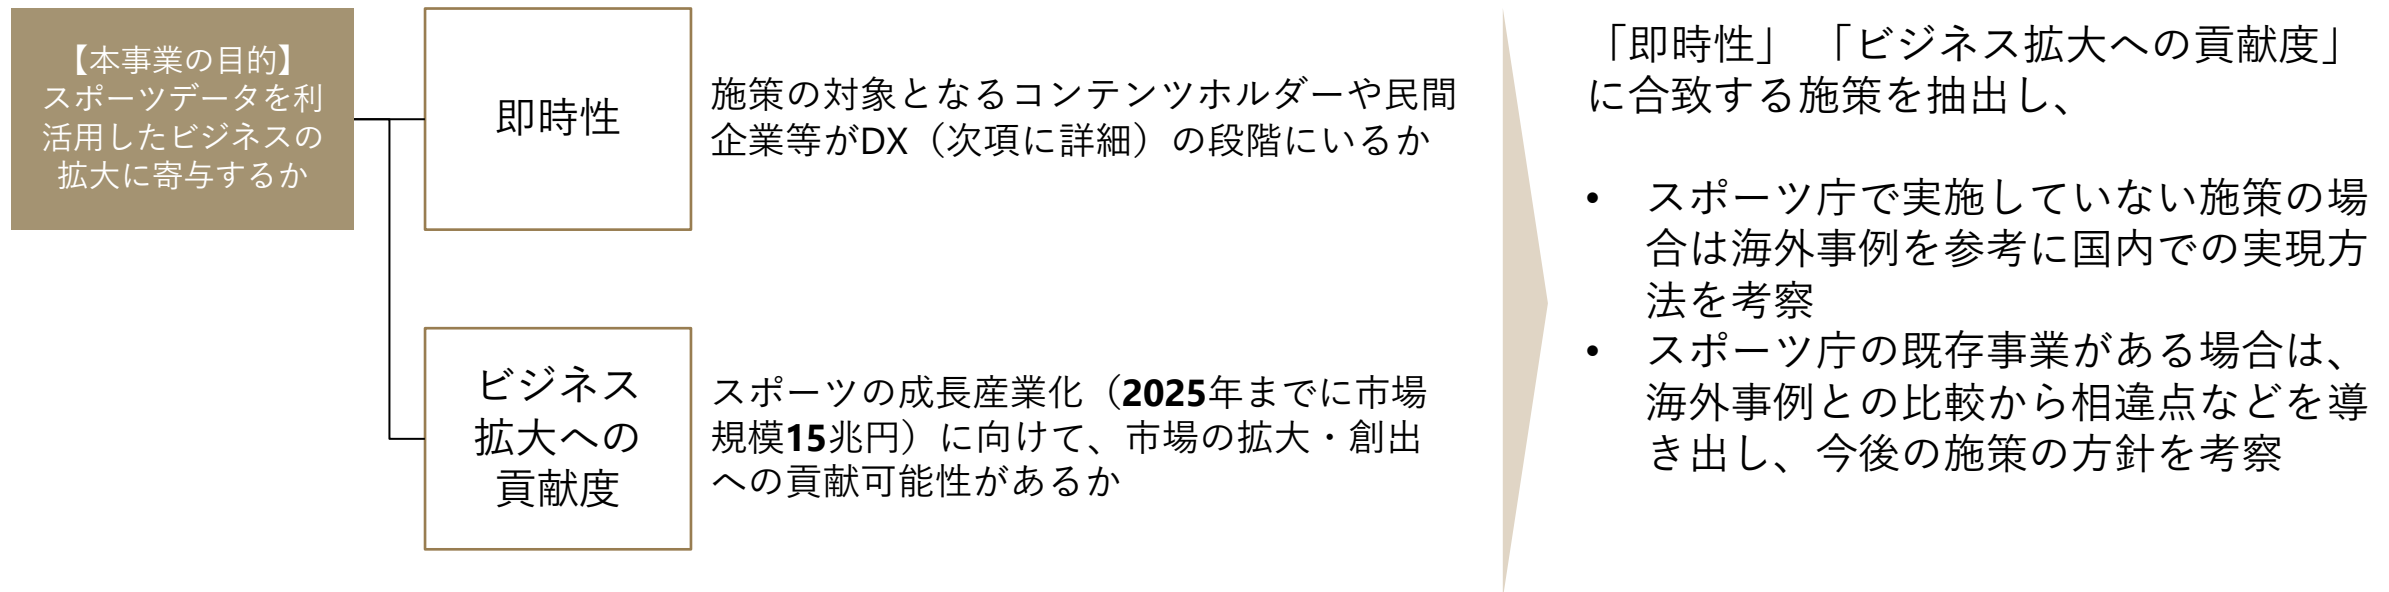 【本事業の目的】
スポーツデータを利
活用したビジネスの
拡大に寄与するか
即時性
施策の対象となるコンテンツホルダーや民間
企業等がDX（次項に詳細）の段階にいるか
ビジネス
拡大への
貢献度
スポーツの成長産業化（2025年までに市場
規模15兆円）に向けて、市場の拡大・創出
への貢献可能性があるか
「即時性」「ビジネス拡大への貢献度」
に合致する施策を抽出し、
• スポーツ庁で実施していない施策の場
合は海外事例を参考に国内での実現方
法を考察
• スポーツ庁の既存事業がある場合は、
海外事例との比較から相違点などを導
き出し、今後の施策の方針を考察